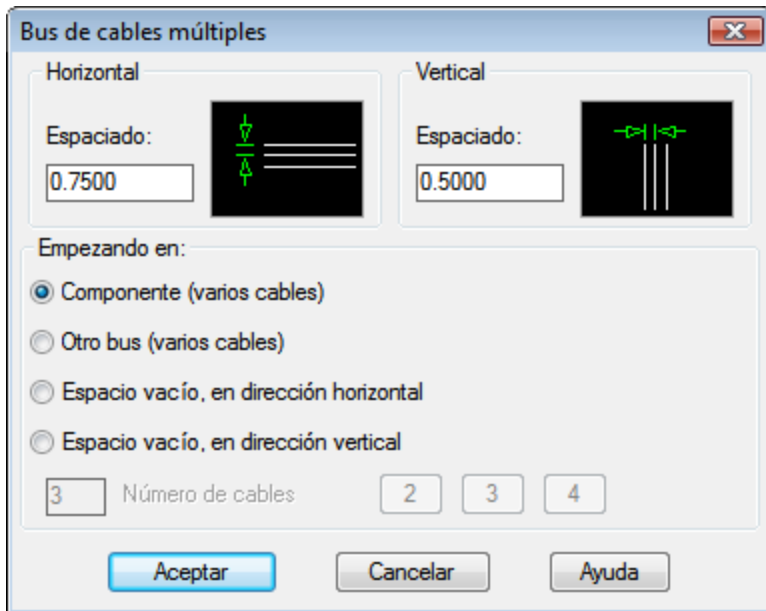 Bus de cables múltiples
Horizontal
Espaciado:
0.7500
Vertical
Espaciado:
0.5000
Empezando en:
Componente (varios cables)
Otro bus (varios cables)
Espacio vacío, en dirección horizontal
Espacio vacío, en dirección vertical
3 Número de cables 2 3 4
Aceptar Cancelar Ayuda